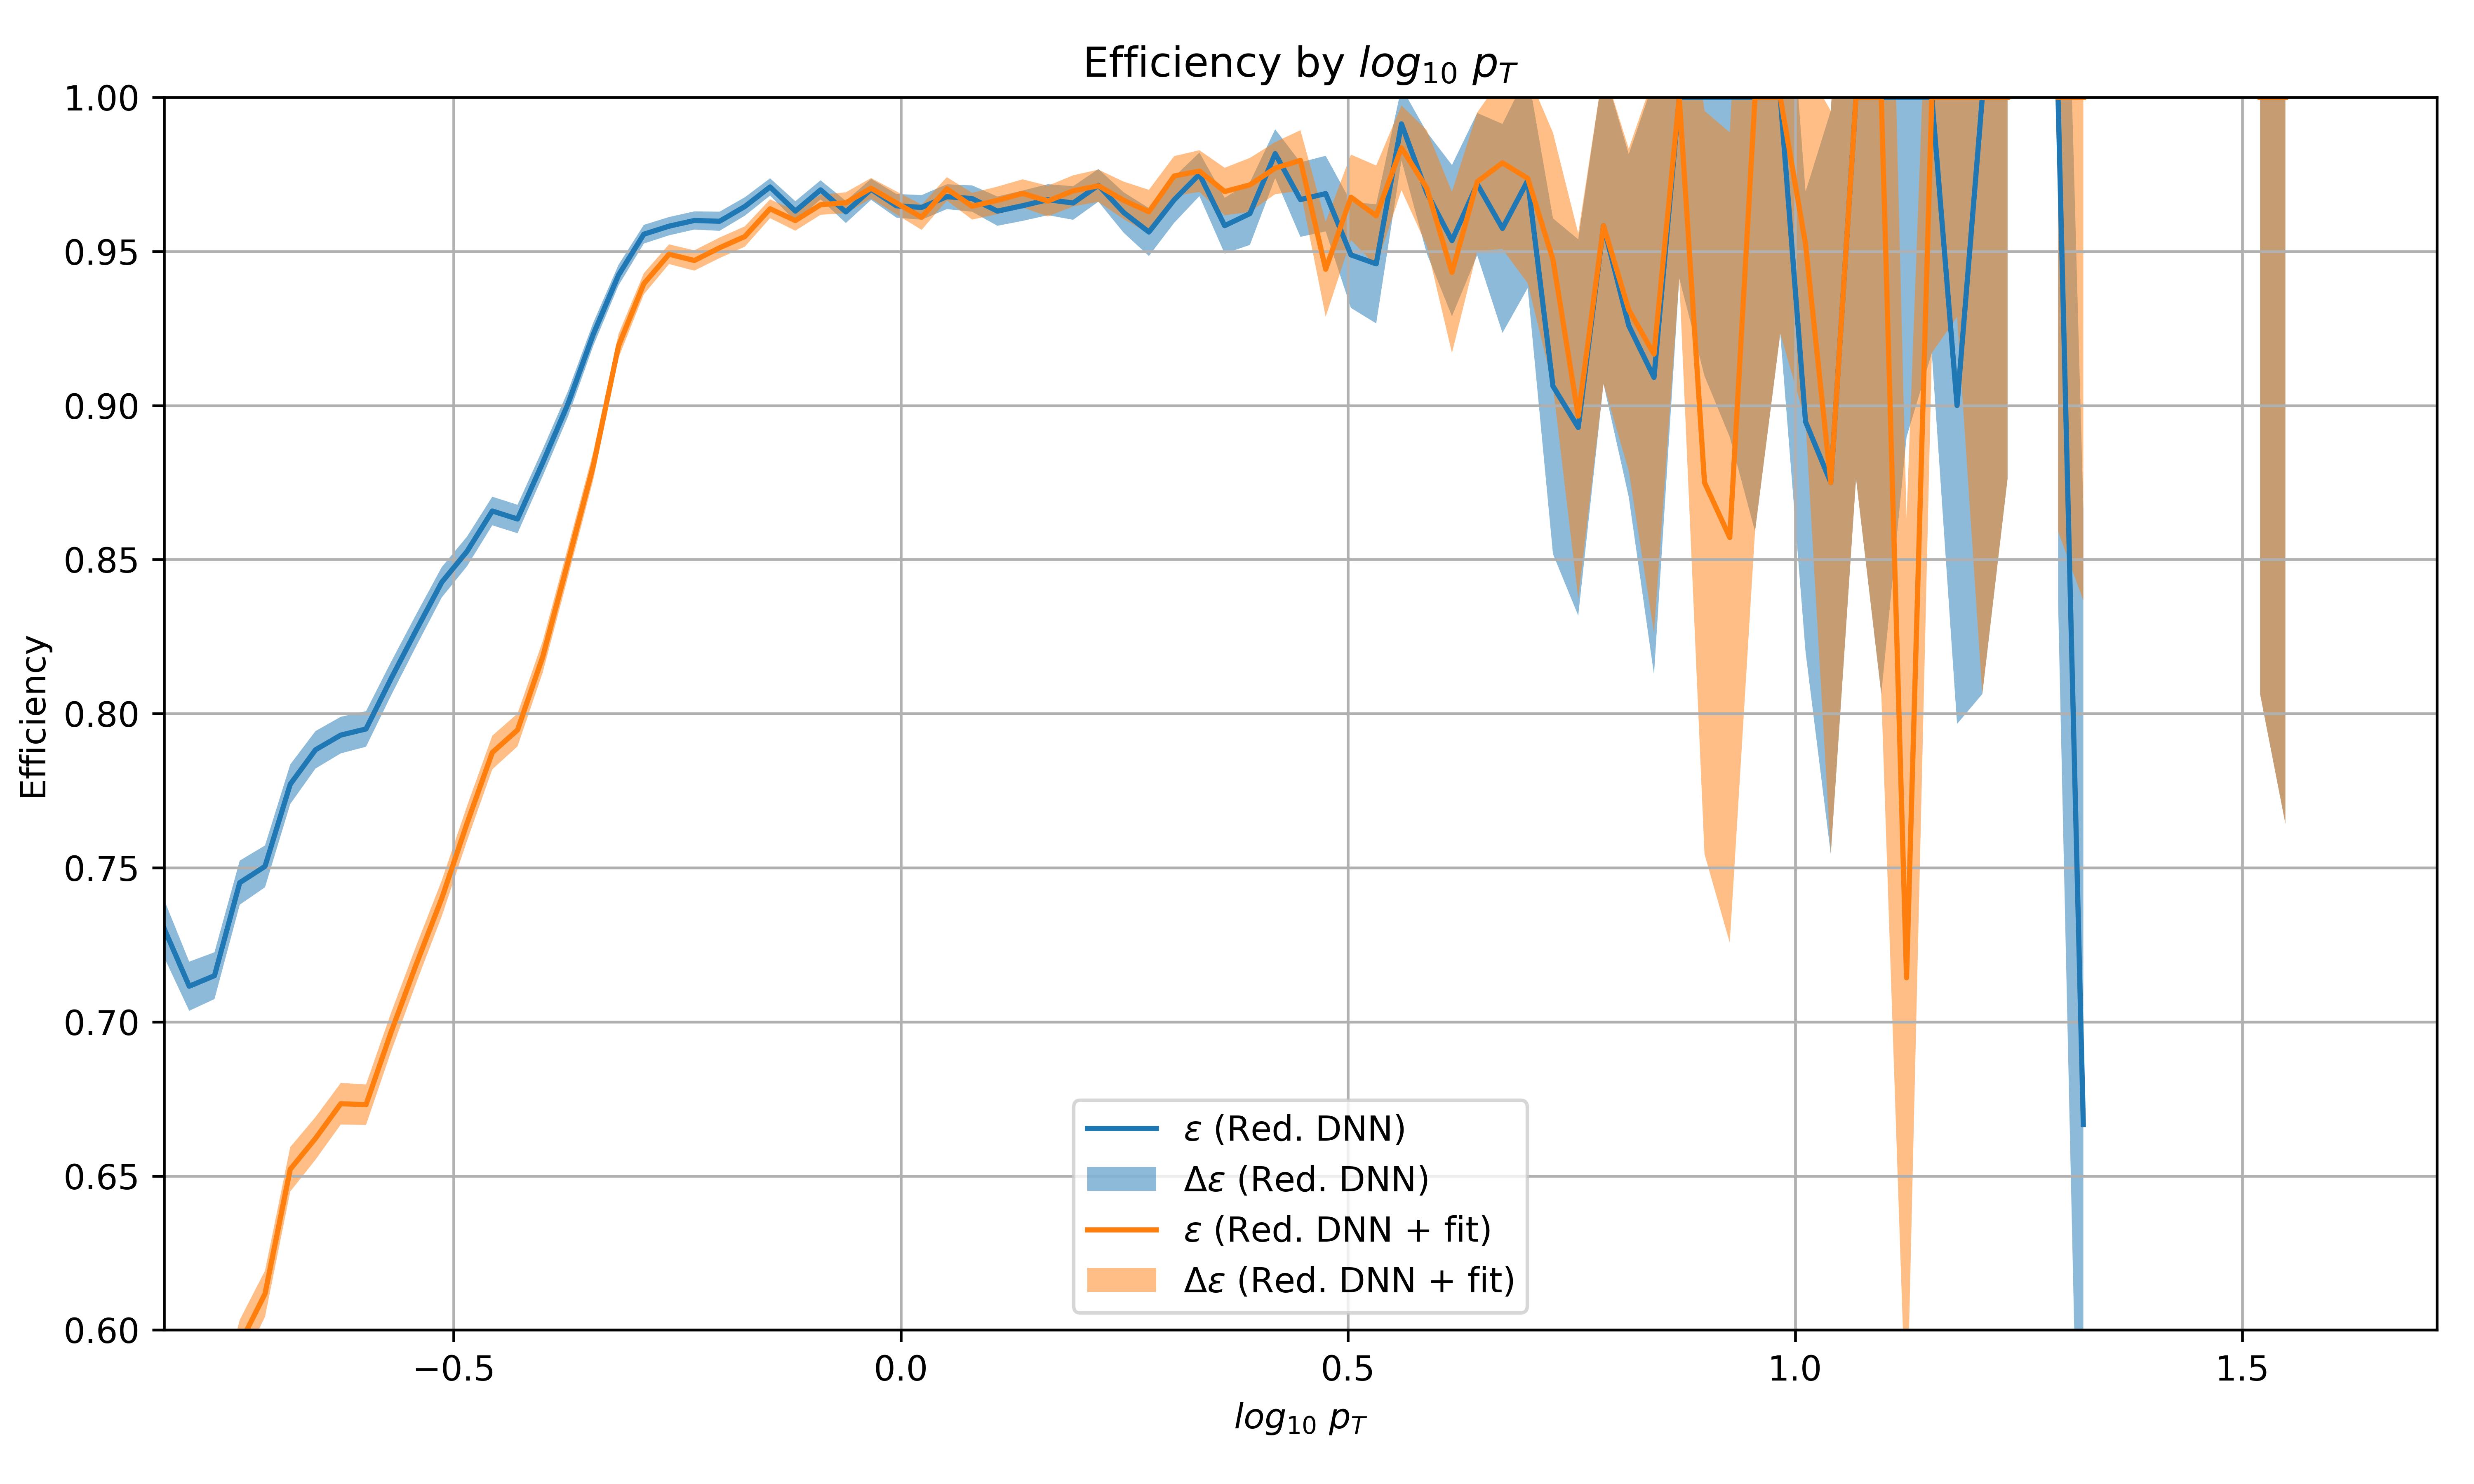 Efficiency by log₁₀ p_T
1.00
0.95
0.90
0.85
0.80
0.75
0.70
0.65
0.60
Efficiency
ε (Red. DNN)
Δε (Red. DNN)
ε (Red. DNN + fit)
Δε (Red. DNN + fit)
−0.5 0.0 0.5 1.0 1.5
log₁₀ p_T